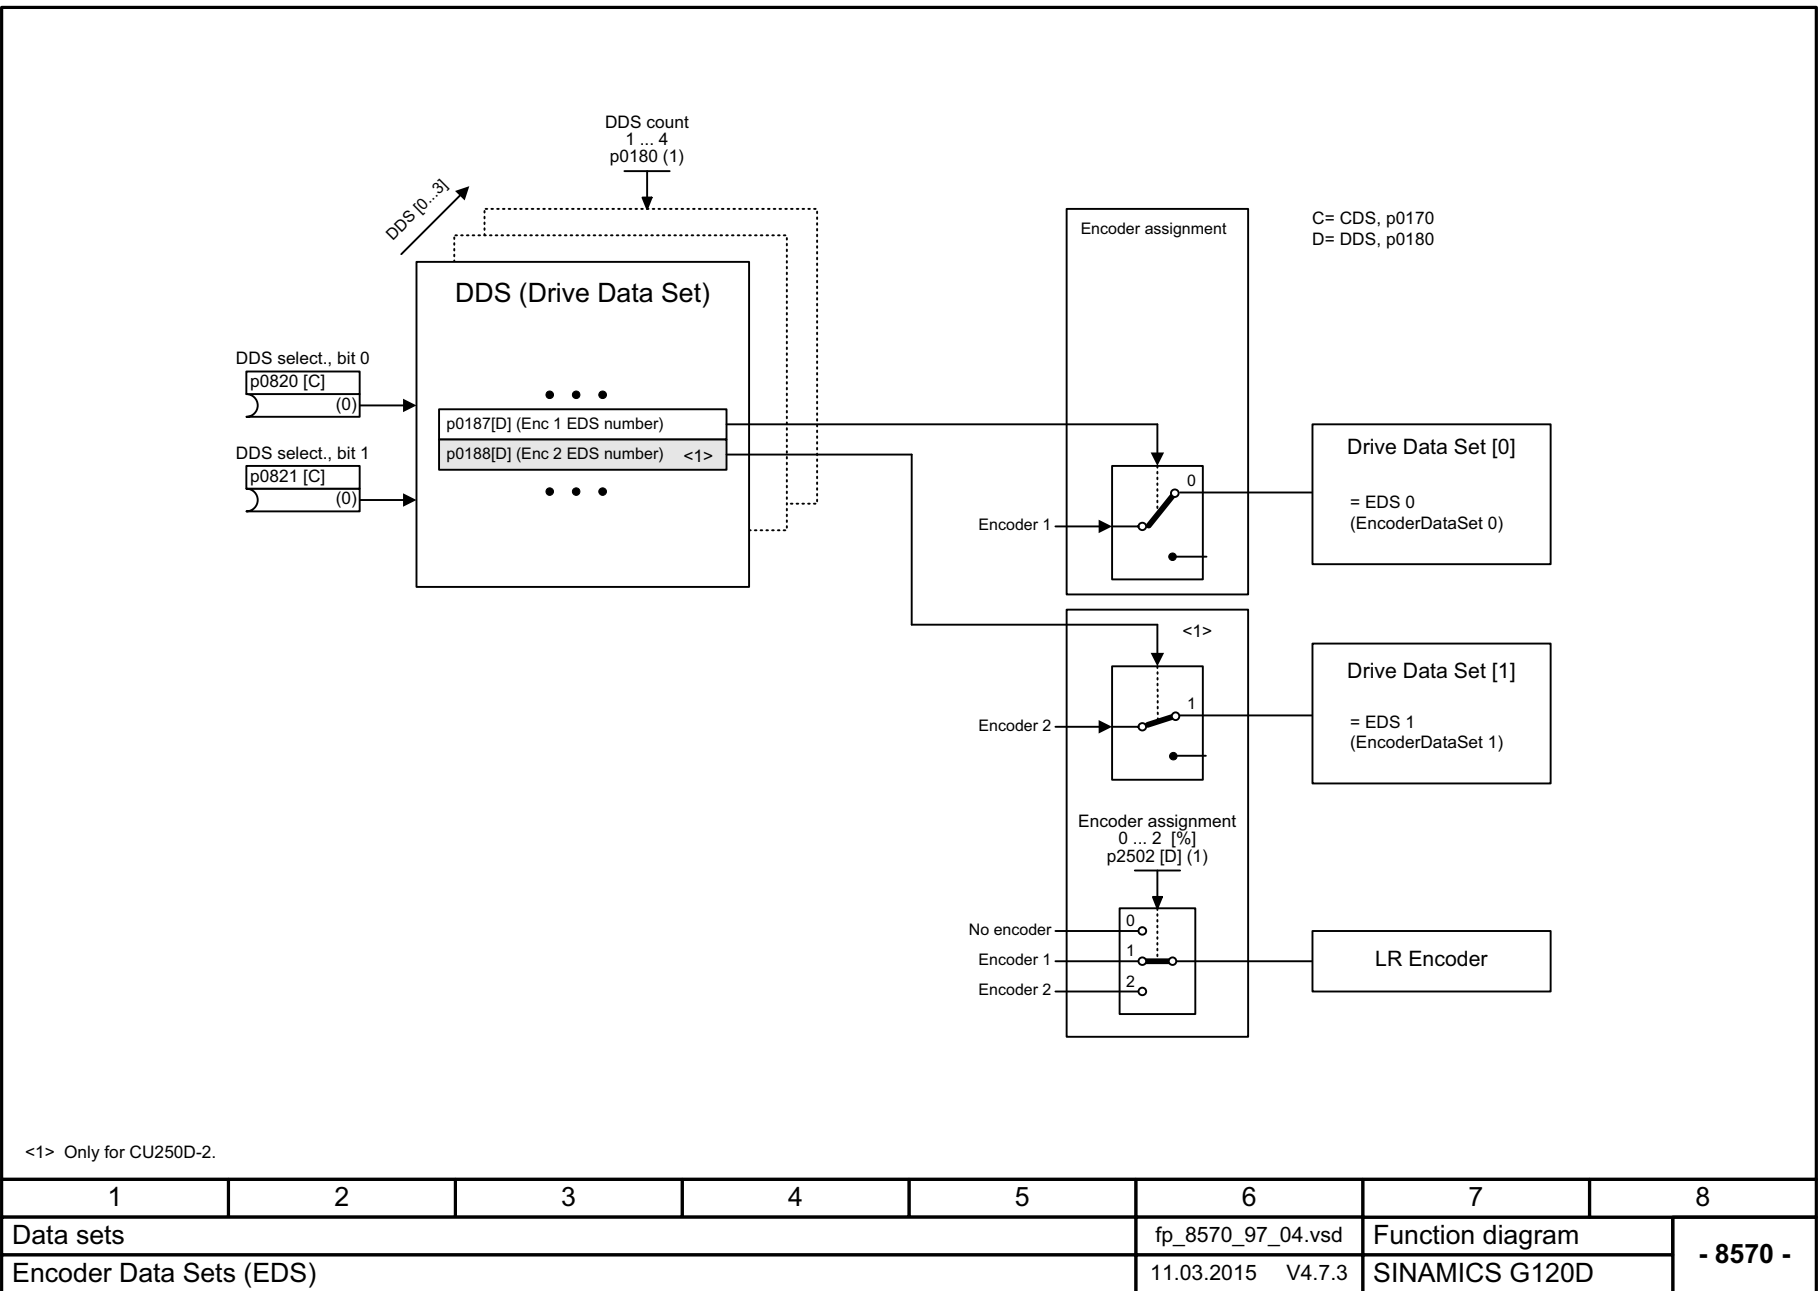 DDS count
1 ... 4
p0180 (1)
DDS [0...3]
DDS (Drive Data Set)
DDS select., bit 0
p0820 [C]
(0)
DDS select., bit 1
p0821 [C]
(0)
p0187[D] (Enc 1 EDS number)
p0188[D] (Enc 2 EDS number) <1>
Encoder assignment
C= CDS, p0170
D= DDS, p0180
0
Encoder 1
Drive Data Set [0]
= EDS 0
(EncoderDataSet 0)
<1>
1
Encoder 2
Drive Data Set [1]
= EDS 1
(EncoderDataSet 1)
Encoder assignment
0 ... 2 [%]
p2502 [D] (1)
No encoder
0
Encoder 1
1
Encoder 2
2
LR Encoder
<1> Only for CU250D-2.
1 2 3 4 5 6 7 8
Data sets
fp_8570_97_04.vsd
Function diagram
- 8570 -
Encoder Data Sets (EDS)
11.03.2015 V4.7.3
SINAMICS G120D